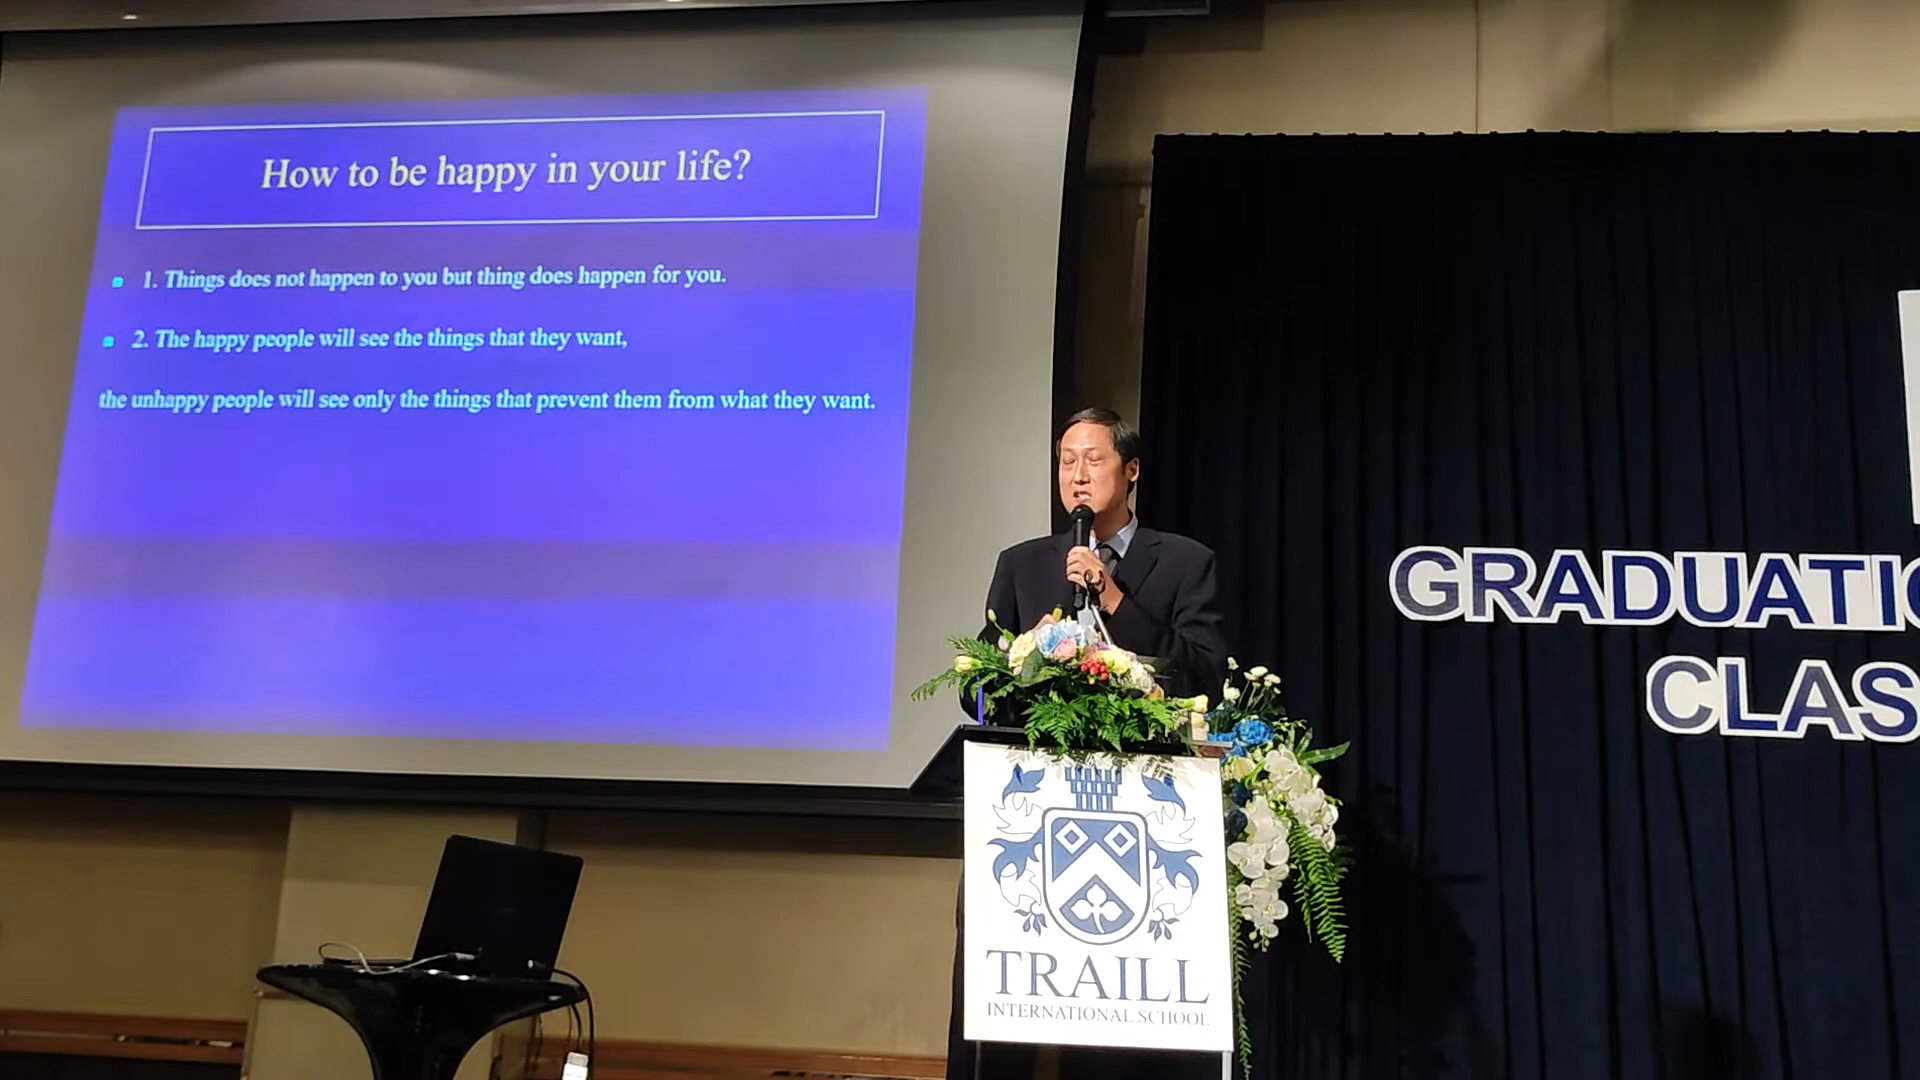 How to be happy in your life?
1. Things does not happen to you but thing does happen for you.
2. The happy people will see the things that they want,
the unhappy people will see only the things that prevent them from what they want.
GRADUATIO
CLAS
TRAILL
INTERNATIONAL SCHOOL